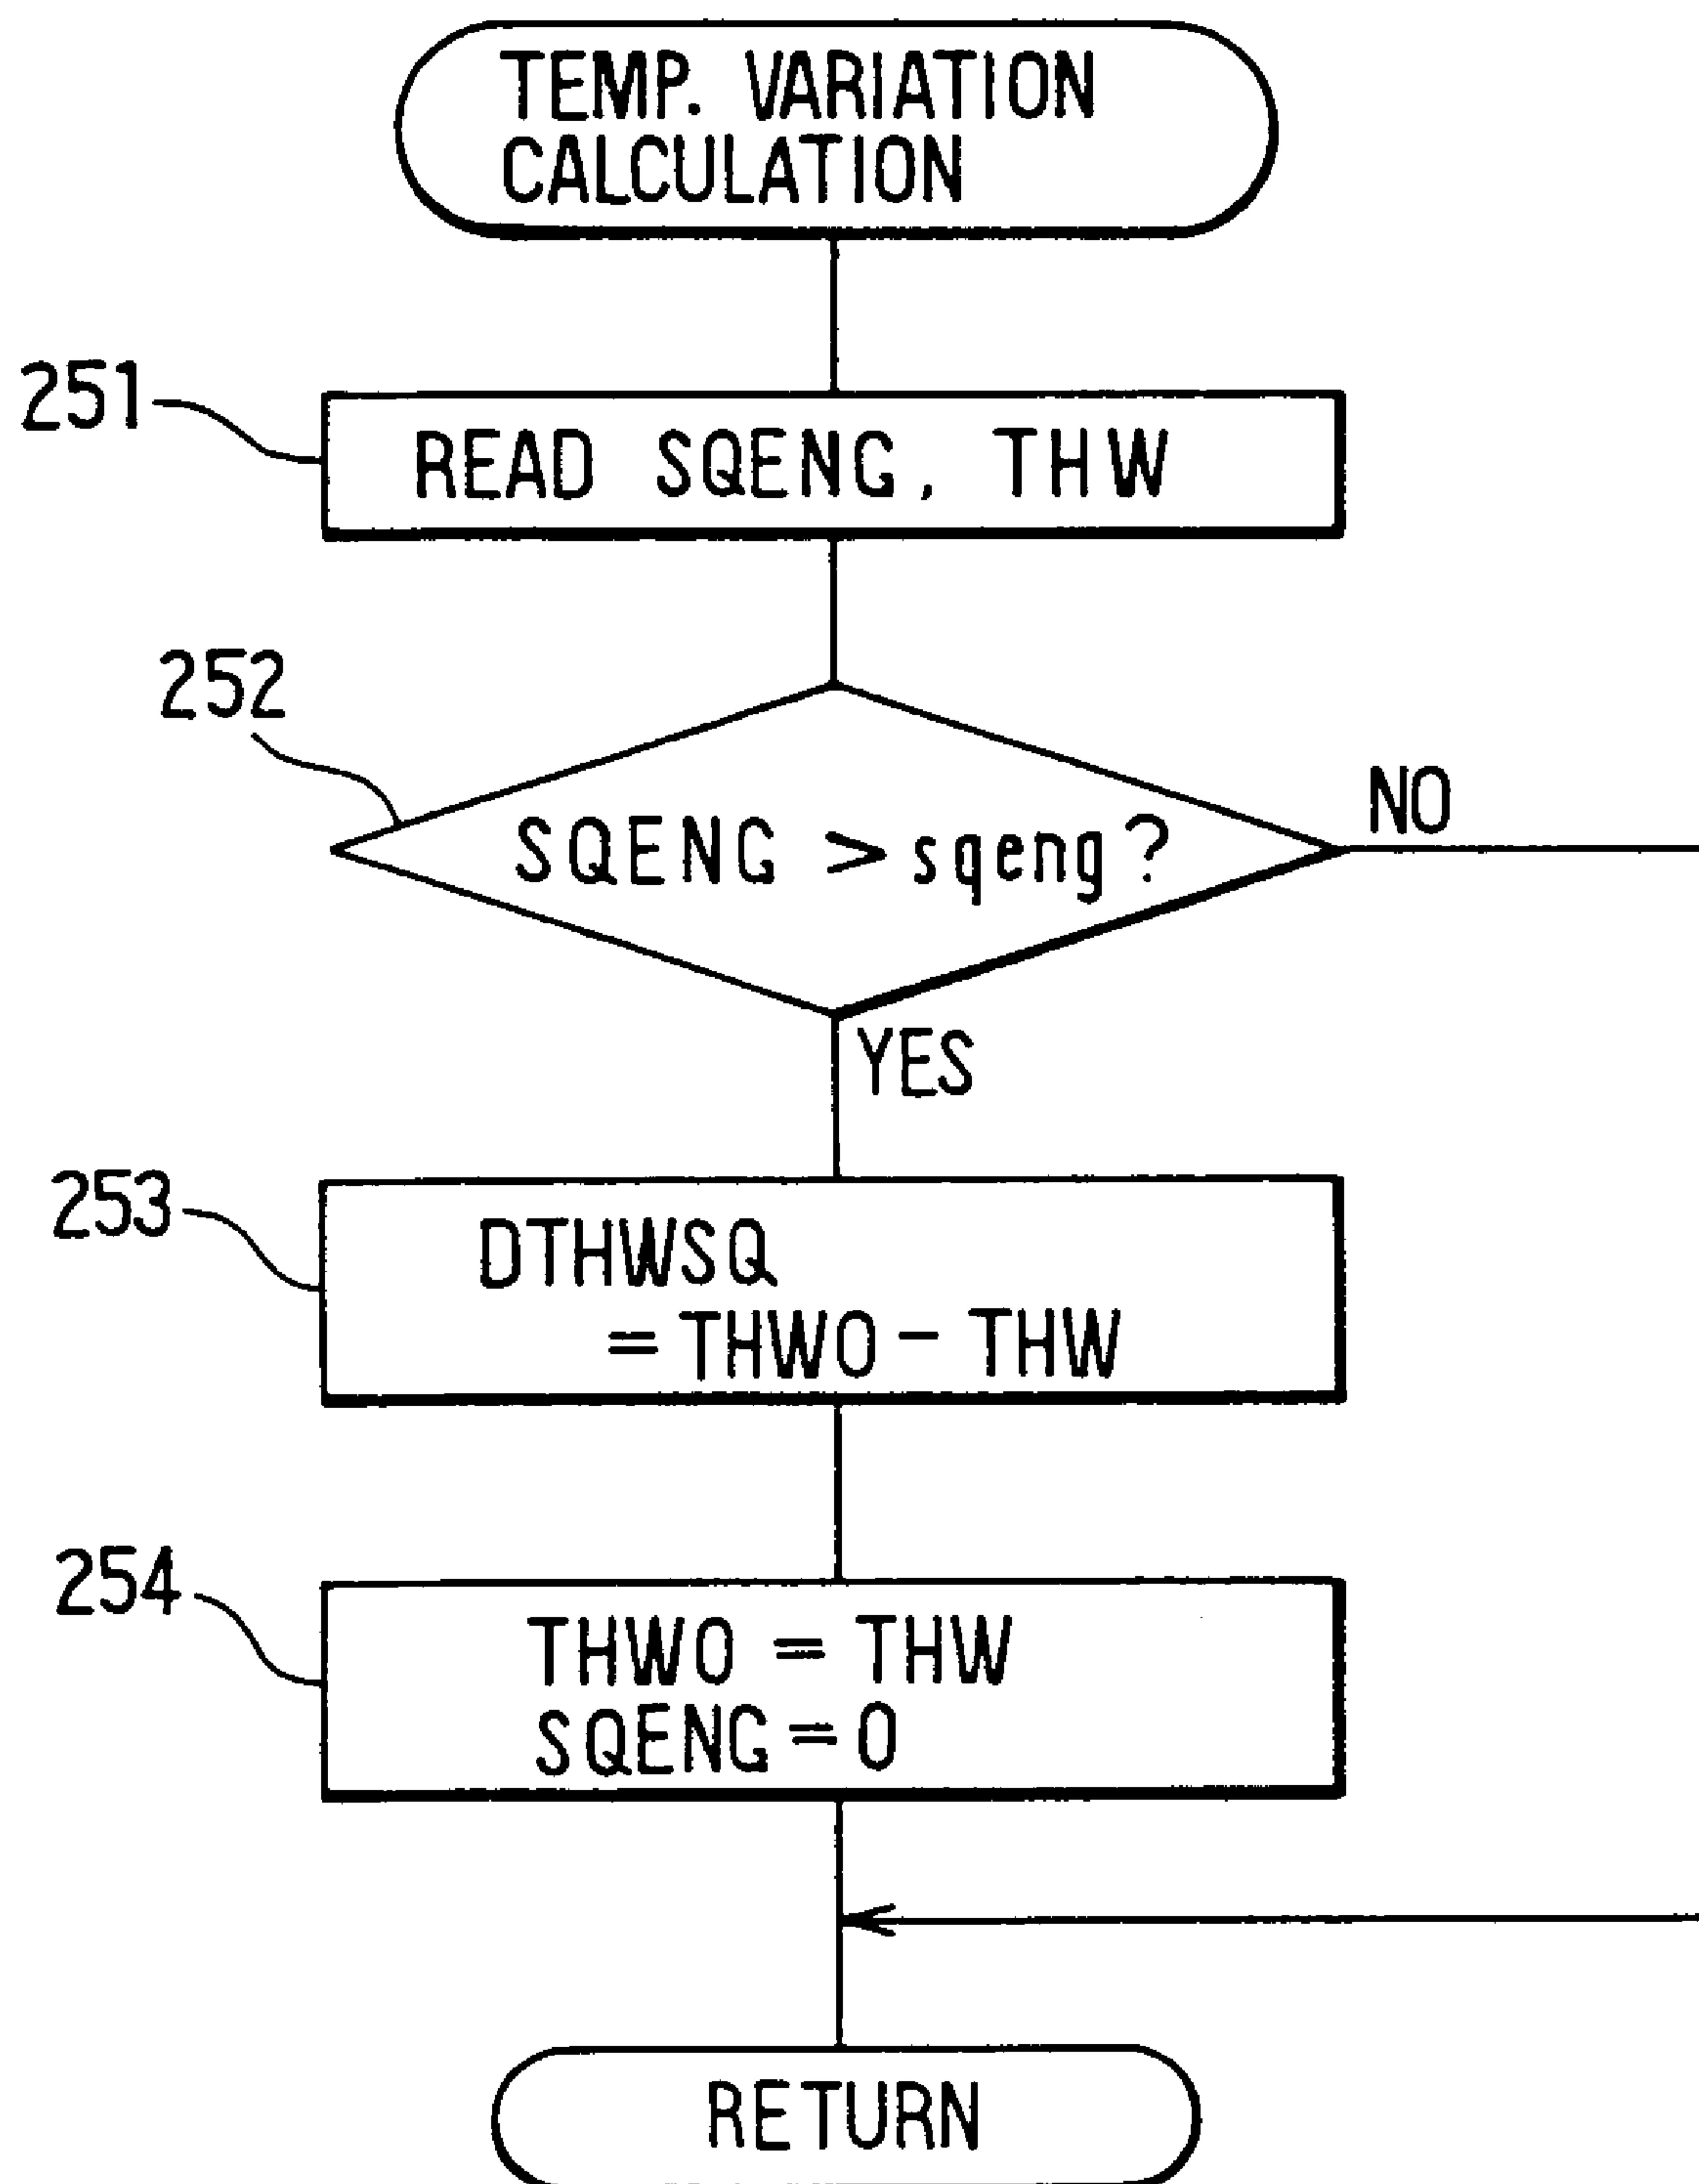 TEMP. VARIATION
CALCULATION
251
READ SQENG, THW
252
SQENG > sqeng?
NO
YES
253
DTHWSQ
= THWO - THW
254
THWO = THW
SQENG = 0
RETURN